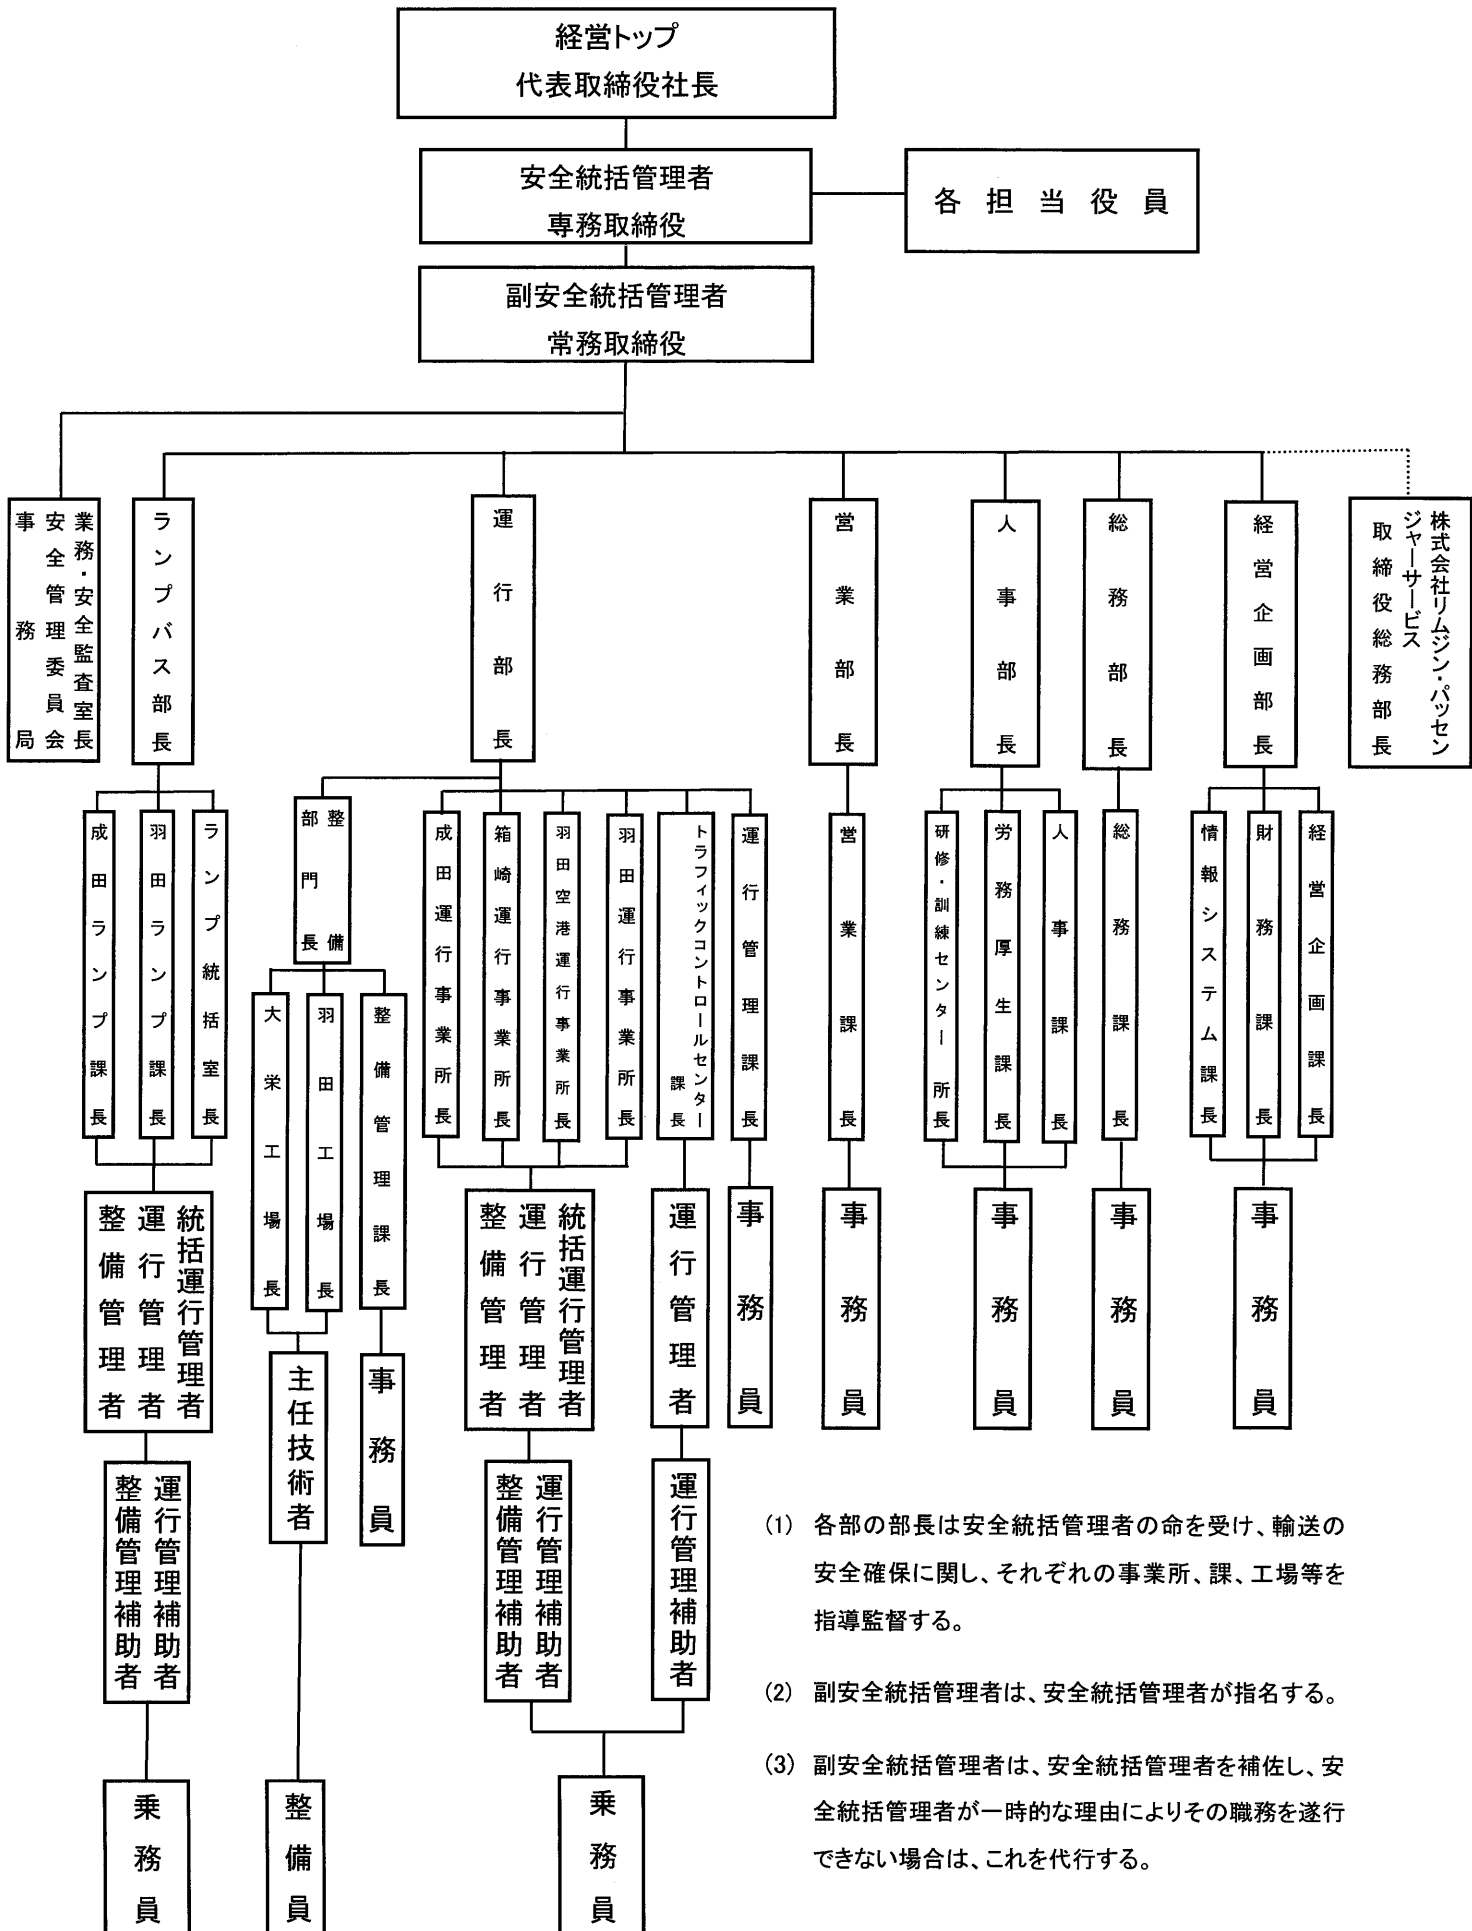 経営トップ
代表取締役社長
安全統括管理者
専務取締役
各担当役員
副安全統括管理者
常務取締役
業務・安全監査室長
安全管理委員会
事務局
ランプバス部長
運行部長
営業部長
人事部長
総務部長
経営企画部長
株式会社リムジン・パッセン
ジャーサービス
取締役総務部長
成田ランプ課長
羽田ランプ課長
ランプ統括室長
整備
部門長
成田運行事業所長
箱崎運行事業所長
羽田空港運行事業所長
羽田運行事業所長
トラフィックコントロールセンター
課長
運行管理課長
営業課長
研修・訓練センター所長
労務厚生課長
人事課長
総務課長
情報システム課長
財務課長
経営企画課長
大栄工場長
羽田工場長
整備管理課長
統括運行管理者
運行管理者
整備管理者
主任技術者
事務員
統括運行管理者
運行管理者
整備管理者
運行管理者
事務員
事務員
事務員
事務員
事務員
運行管理補助者
整備管理補助者
運行管理補助者
整備管理補助者
運行管理補助者
乗務員
整備員
乗務員
(1) 各部の部長は安全統括管理者の命を受け、輸送の
安全確保に関し、それぞれの事業所、課、工場等を
指導監督する。
(2) 副安全統括管理者は、安全統括管理者が指名する。
(3) 副安全統括管理者は、安全統括管理者を補佐し、安
全統括管理者が一時的な理由によりその職務を遂行
できない場合は、これを代行する。